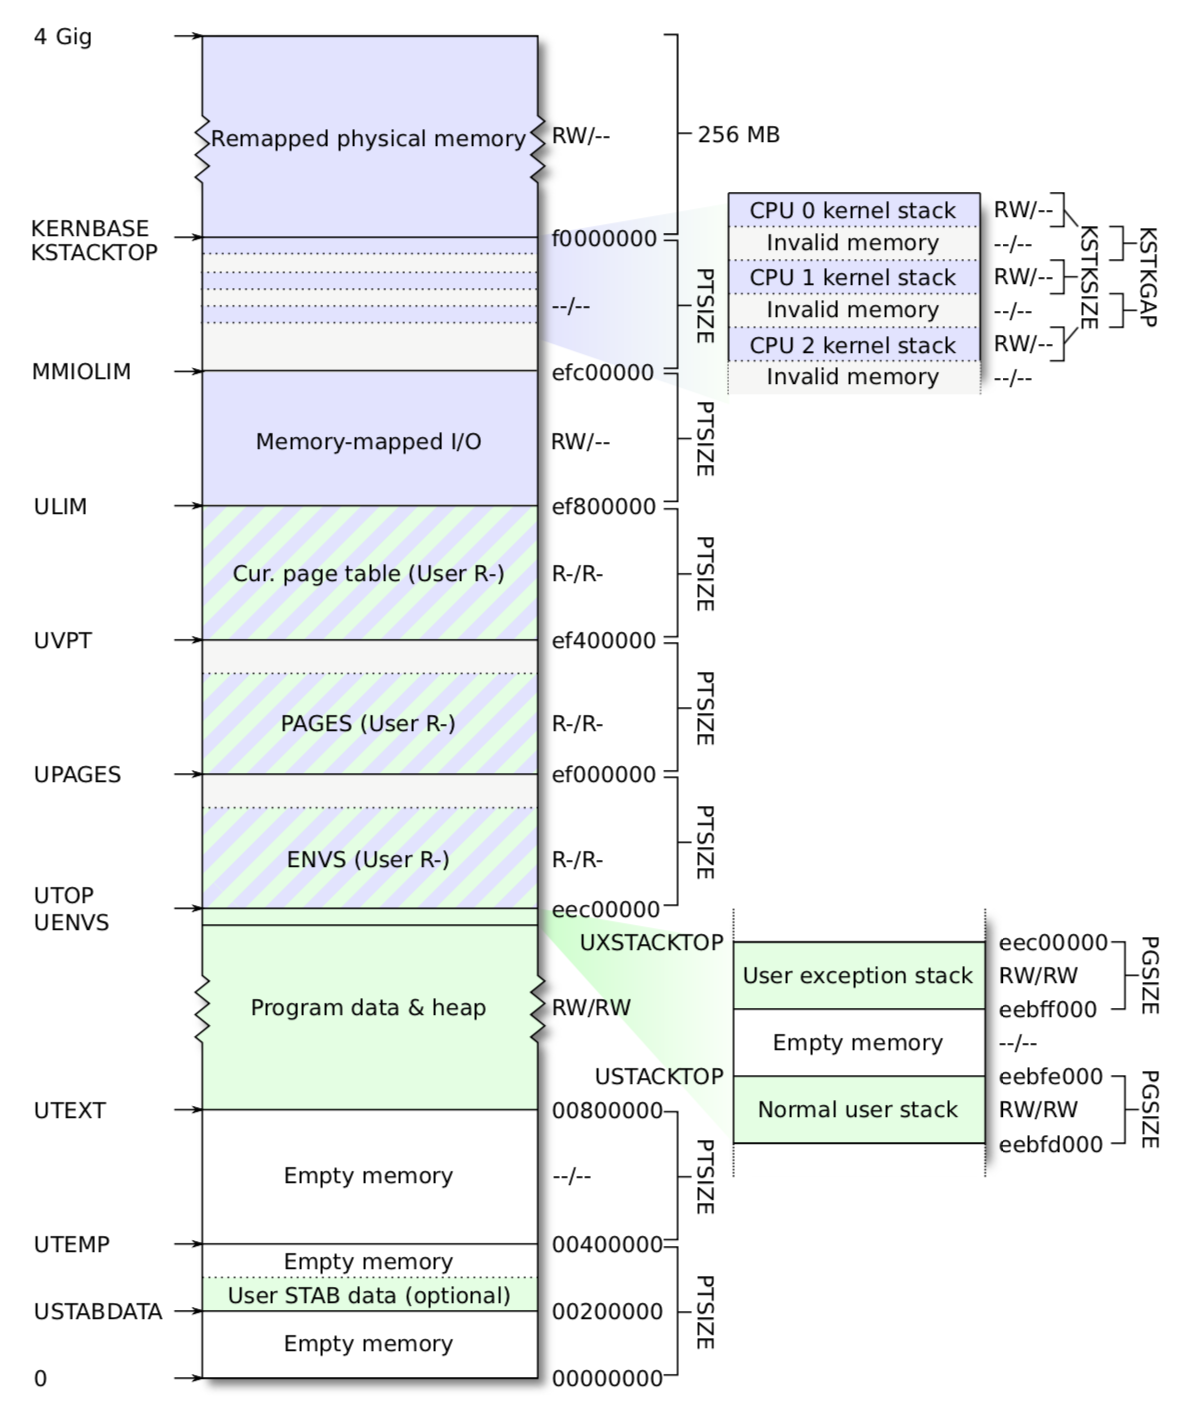 4 Gig
Remapped physical memory
RW/--
256 MB
KERNBASE
KSTACKTOP
f0000000
--/--
PTSIZE
CPU 0 kernel stack
RW/--
Invalid memory
--/--
CPU 1 kernel stack
RW/--
Invalid memory
--/--
CPU 2 kernel stack
RW/--
Invalid memory
--/--
KSTKSIZE
KSTKGAP
MMIOLIM
efc00000
Memory-mapped I/O
RW/--
PTSIZE
ULIM
ef800000
Cur. page table (User R-)
R-/R-
PTSIZE
UVPT
ef400000
PAGES (User R-)
R-/R-
PTSIZE
UPAGES
ef000000
ENVS (User R-)
R-/R-
PTSIZE
UTOP
UENVS
eec00000
Program data & heap
RW/RW
UXSTACKTOP
eec00000
User exception stack
RW/RW
PGSIZE
eebff000
Empty memory
--/--
USTACKTOP
eebfe000
Normal user stack
RW/RW
PGSIZE
eebfd000
UTEXT
00800000
Empty memory
--/--
PTSIZE
UTEMP
00400000
Empty memory
User STAB data (optional)
PTSIZE
USTABDATA
00200000
Empty memory
0
00000000